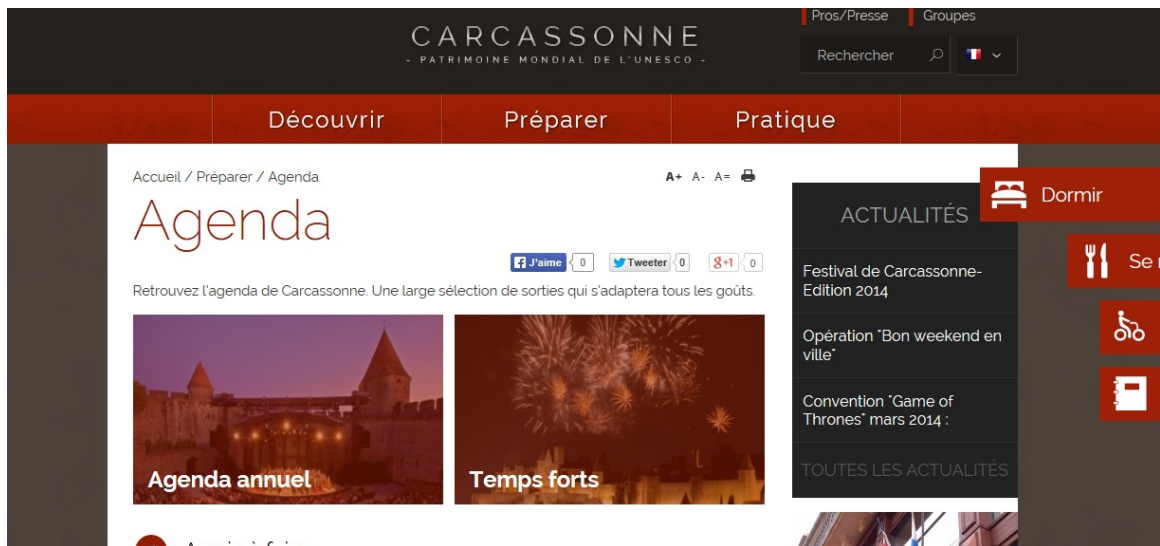 Pros/Presse
Groupes
CARCASSONNE
- PATRIMOINE MONDIAL DE L'UNESCO -
Rechercher
Découvrir
Préparer
Pratique
Accueil / Préparer / Agenda
A+ A- A=
Agenda
J'aime 0
Tweeter 0
g+1 0
Retrouvez l'agenda de Carcassonne. Une large sélection de sorties qui s'adaptera tous les goûts.
Agenda annuel
Temps forts
ACTUALITÉS
Festival de Carcassonne-
Edition 2014
Opération "Bon weekend en
ville"
Convention "Game of
Thrones" mars 2014 :
TOUTES LES ACTUALITÉS
Dormir
Se